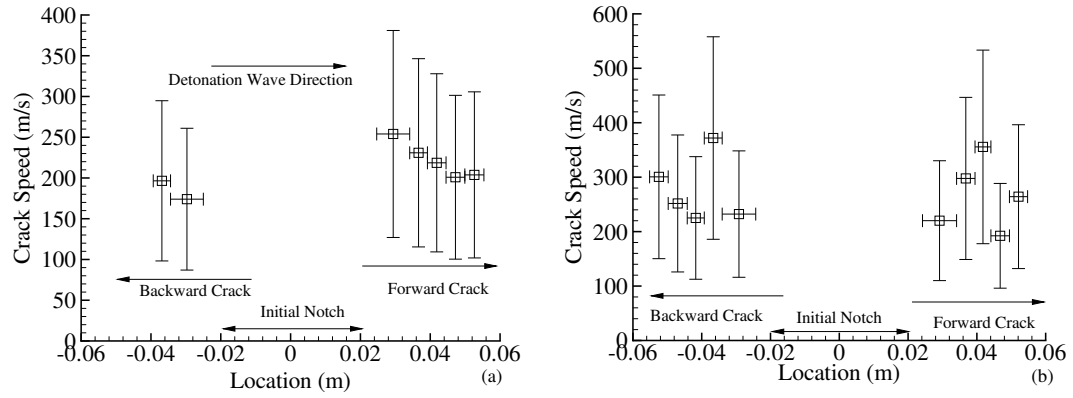 400
350
300
250
200
150
100
50
0
Crack Speed (m/s)
Detonation Wave Direction
Backward Crack
Forward Crack
Initial Notch
-0.06 -0.04 -0.02 0 0.02 0.04 0.06
Location (m)
(a)
600
500
400
300
200
100
0
Crack Speed (m/s)
Backward Crack
Initial Notch
Forward Crack
-0.06 -0.04 -0.02 0 0.02 0.04 0.06
Location (m)
(b)